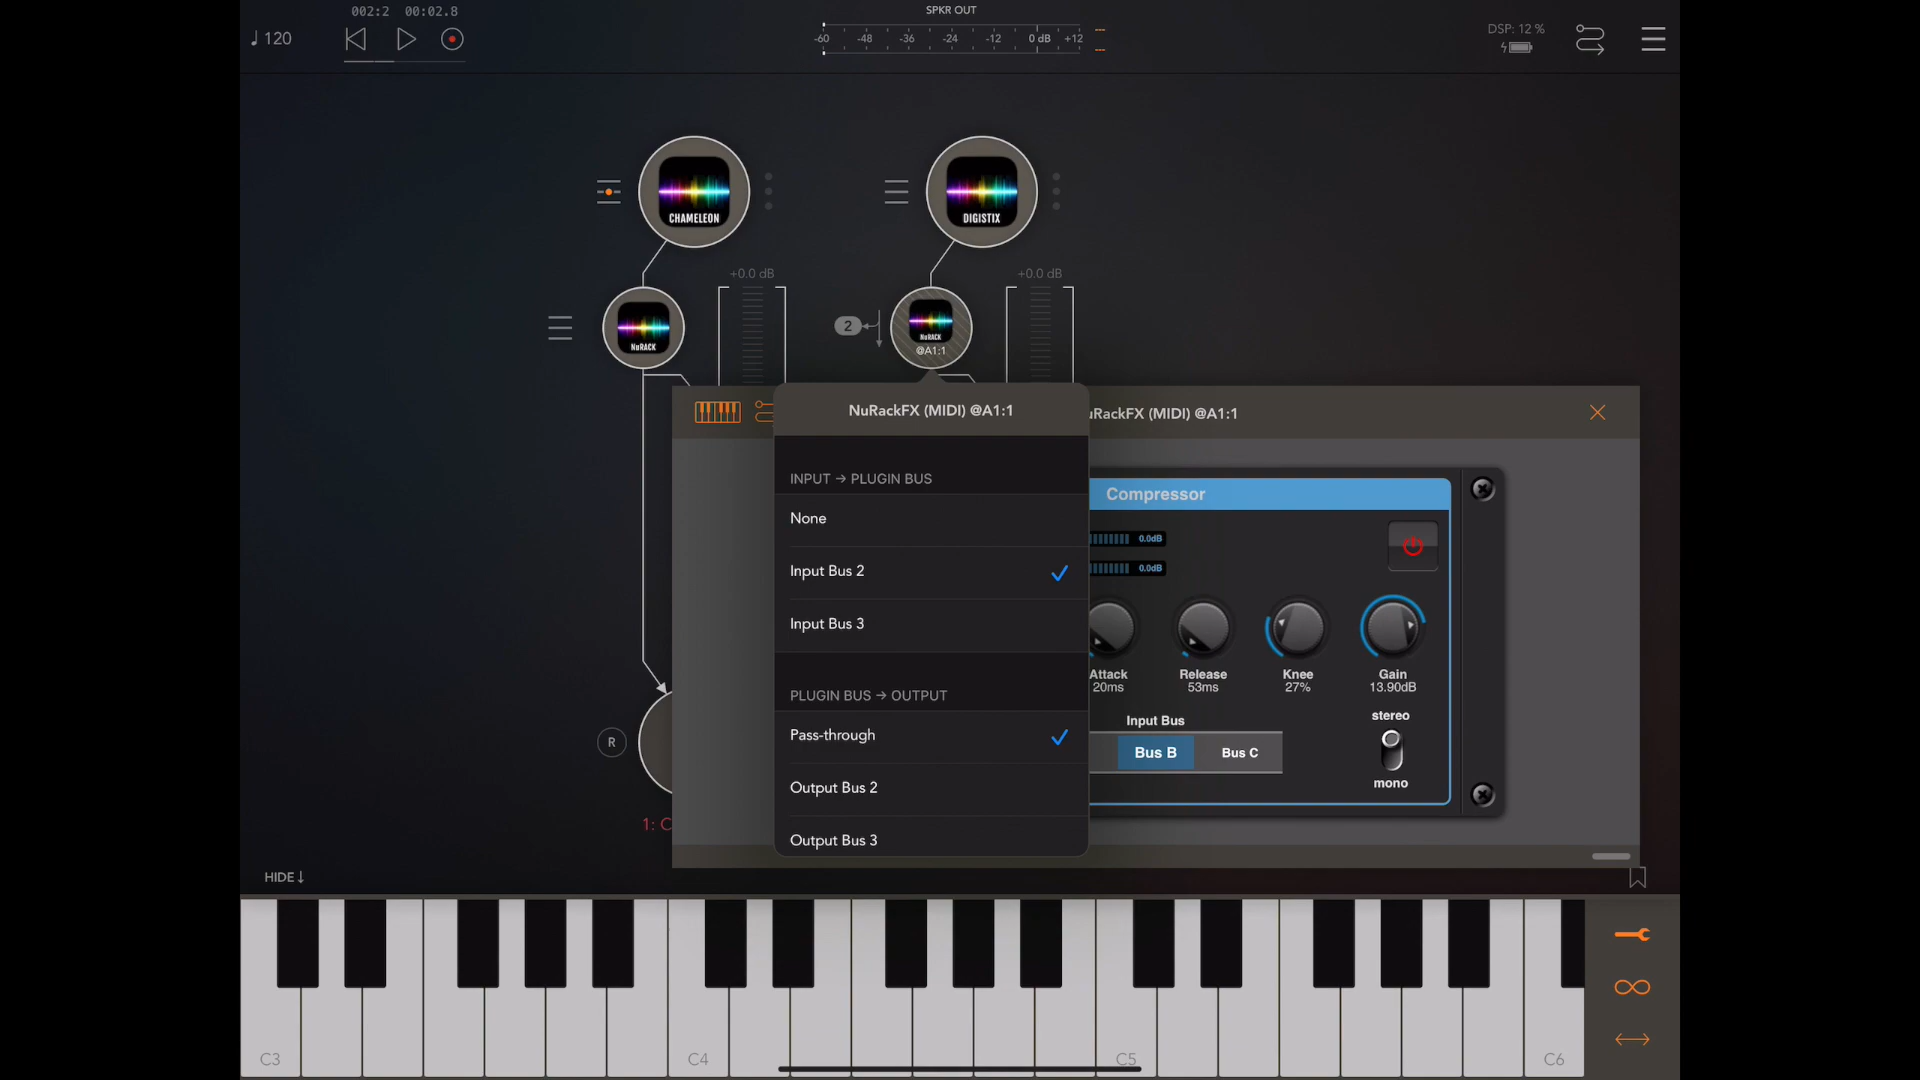 002:2 00:02.8
120
SPKR OUT
-60 -48 -36 -24 -12 0 dB +12
DSP: 12 %
CHAMELEON
DIGISTIX
+0.0 dB
+0.0 dB
NuRACK
2
NuRACK
@A1:1
NuRackFX (MIDI) @A1:1
uRackFX (MIDI) @A1:1
INPUT → PLUGIN BUS
None
Input Bus 2
Input Bus 3
PLUGIN BUS → OUTPUT
Pass-through
Output Bus 2
Output Bus 3
Compressor
0.0dB
0.0dB
Attack
20ms
Release
53ms
Knee
27%
Gain
13.90dB
Input Bus
Bus B
Bus C
stereo
mono
R
1: C
HIDE↓
C3
C4
C5
C6